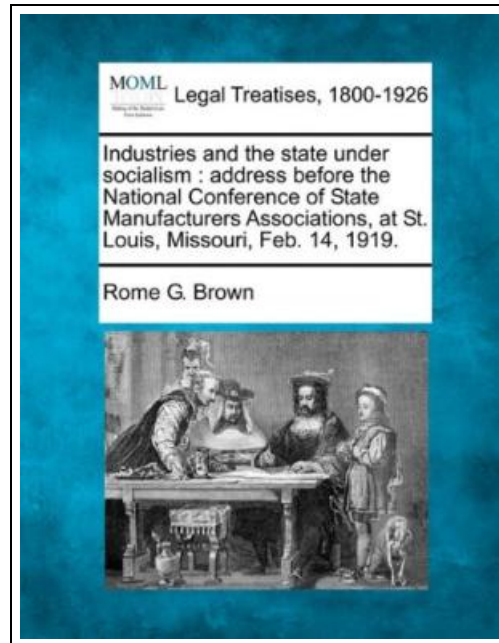 MOML
Legal Treatises, 1800-1926
Industries and the state under
socialism : address before the
National Conference of State
Manufacturers Associations, at St.
Louis, Missouri, Feb. 14, 1919.
Rome G. Brown